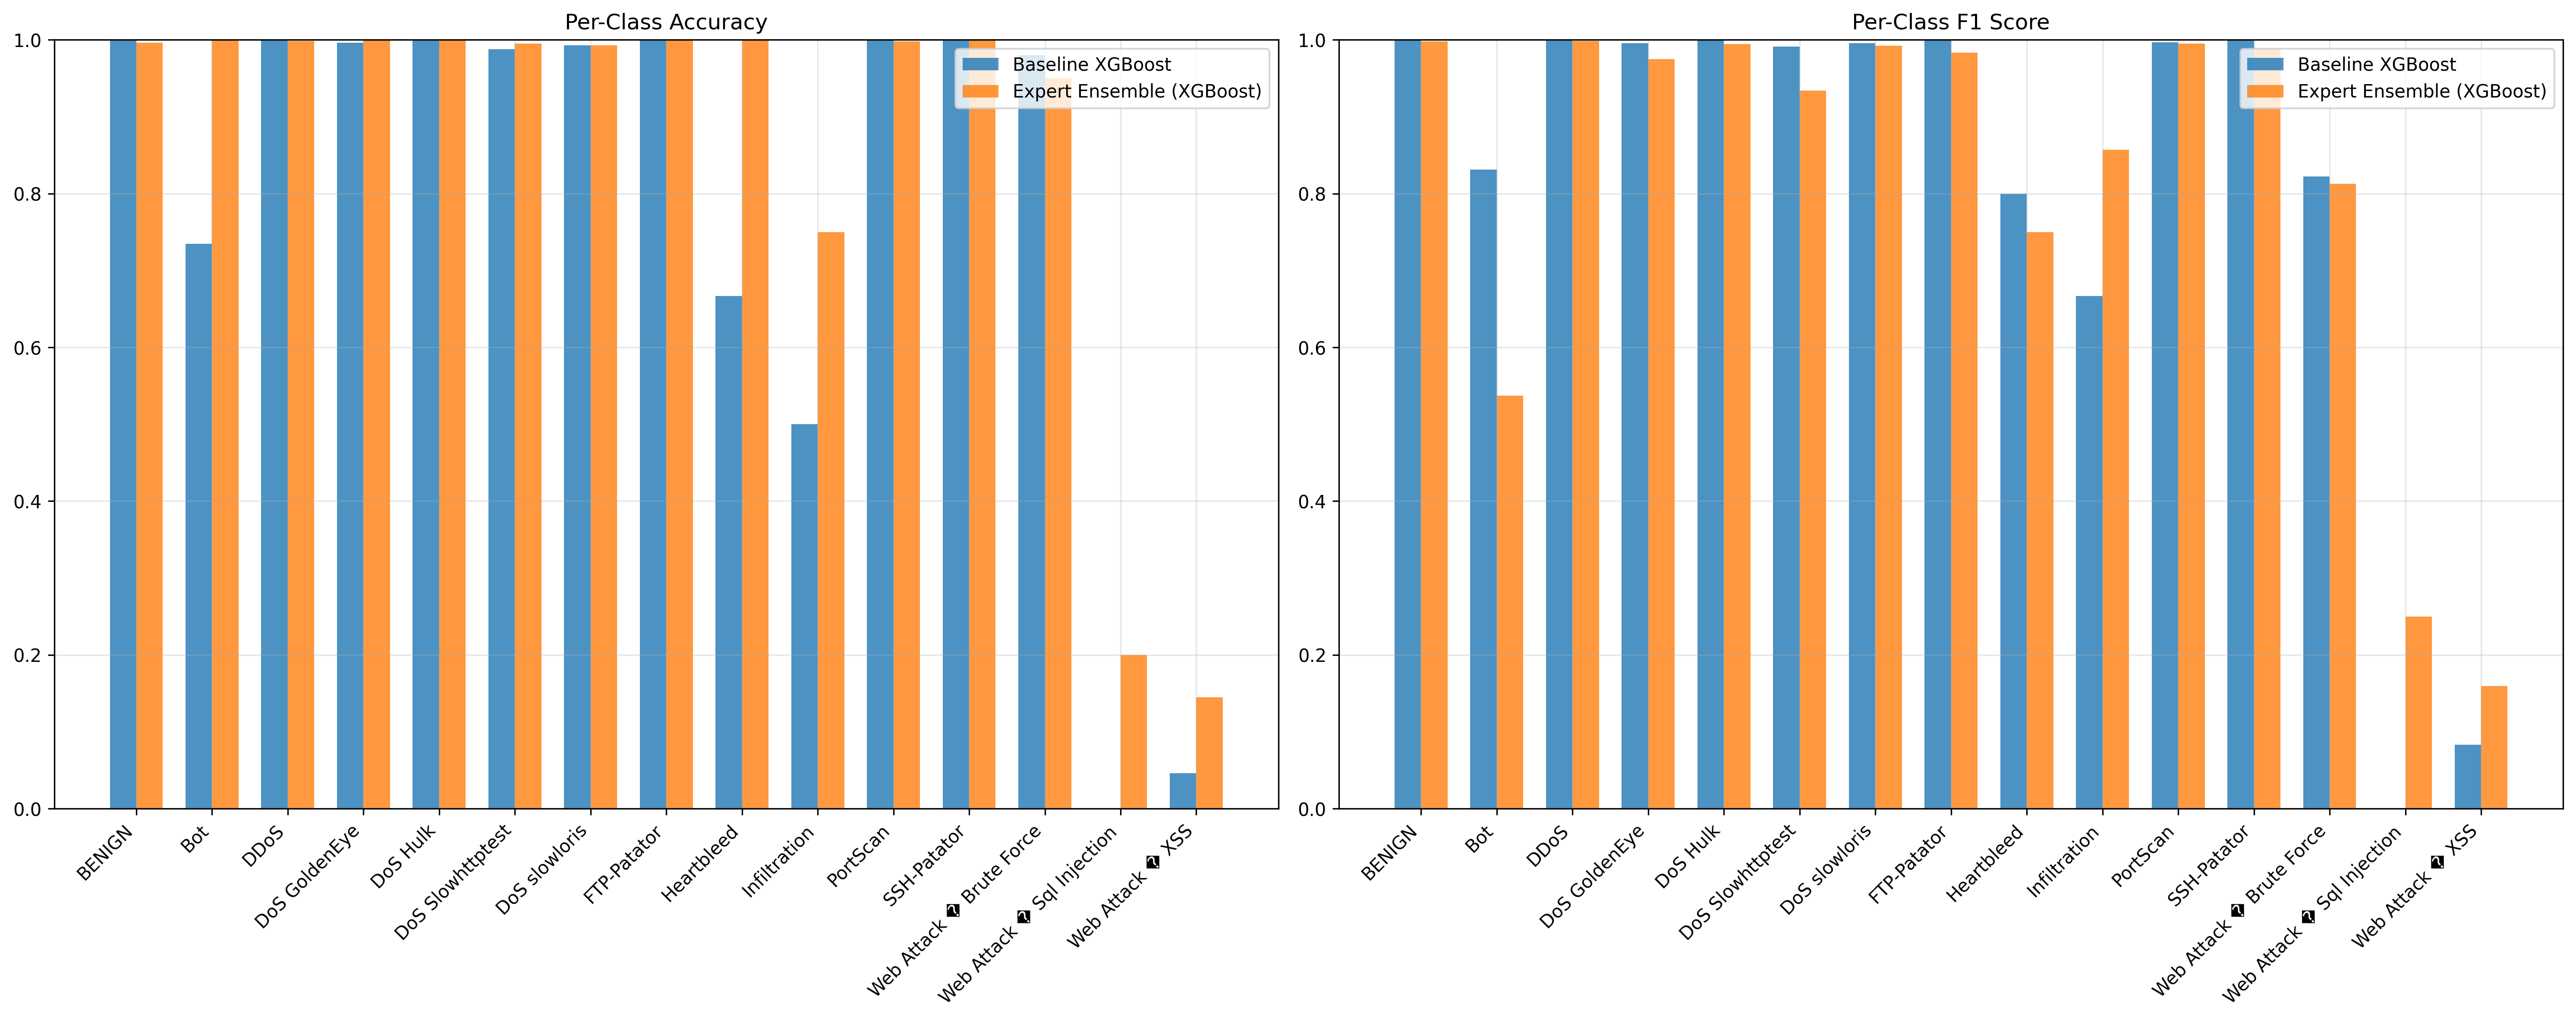 Per-Class Accuracy
1.0
0.8
0.6
0.4
0.2
0.0
Baseline XGBoost
Expert Ensemble (XGBoost)
BENIGN
Bot
DDoS
DoS GoldenEye
DoS Hulk
DoS Slowhttptest
DoS slowloris
FTP-Patator
Heartbleed
Infiltration
PortScan
SSH-Patator
Web Attack � Brute Force
Web Attack � Sql Injection
Web Attack � XSS
Per-Class F1 Score
1.0
0.8
0.6
0.4
0.2
0.0
Baseline XGBoost
Expert Ensemble (XGBoost)
BENIGN
Bot
DDoS
DoS GoldenEye
DoS Hulk
DoS Slowhttptest
DoS slowloris
FTP-Patator
Heartbleed
Infiltration
PortScan
SSH-Patator
Web Attack � Brute Force
Web Attack � Sql Injection
Web Attack � XSS